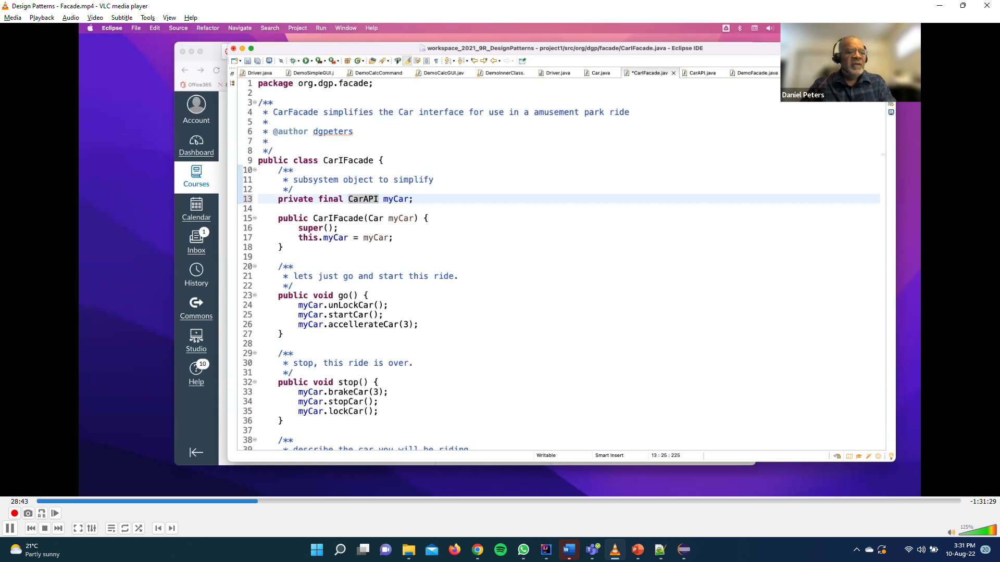 Design Patterns - Facade.mp4 - VLC media player
Media Playback Audio Video Subtitle Tools View Help
Eclipse File Edit Source Refactor Navigate Search Project Run Window Help
workspace_2021_9R_DesignPatterns - project1/src/org/dgp/facade/CarIFacade.java - Eclipse IDE
Driver.java DemoSimpleGUI.j DemoCalcCommand DemoCalcGUI.jav DemoInnerClass. Driver.java Car.java *CarIFacade.jav CarAPI.java DemoFacade.java
Daniel Peters
Office365
Account
Dashboard
Courses
Calendar
1
Inbox
History
Commons
Studio
10
Help
1 package org.dgp.facade;
2
3 /**
4 * CarFacade simplifies the Car interface for use in a amusement park ride
5 *
6 * @author dgpeters
7 *
8 */
9 public class CarIFacade {
10 /**
11 * subsystem object to simplify
12 */
13 private final CarAPI myCar;
14
15 public CarIFacade(Car myCar) {
16 super();
17 this.myCar = myCar;
18 }
19
20 /**
21 * lets just go and start this ride.
22 */
23 public void go() {
24 myCar.unLockCar();
25 myCar.startCar();
26 myCar.accellerateCar(3);
27 }
28
29 /**
30 * stop, this ride is over.
31 */
32 public void stop() {
33 myCar.brakeCar(3);
34 myCar.stopCar();
35 myCar.lockCar();
36 }
37
38 /**
39 * describe the car you will be riding
Writable Smart Insert 13 : 25 : 225
28:43 -1:31:29
125%
21°C
Partly sunny
3:31 PM
10-Aug-22
20